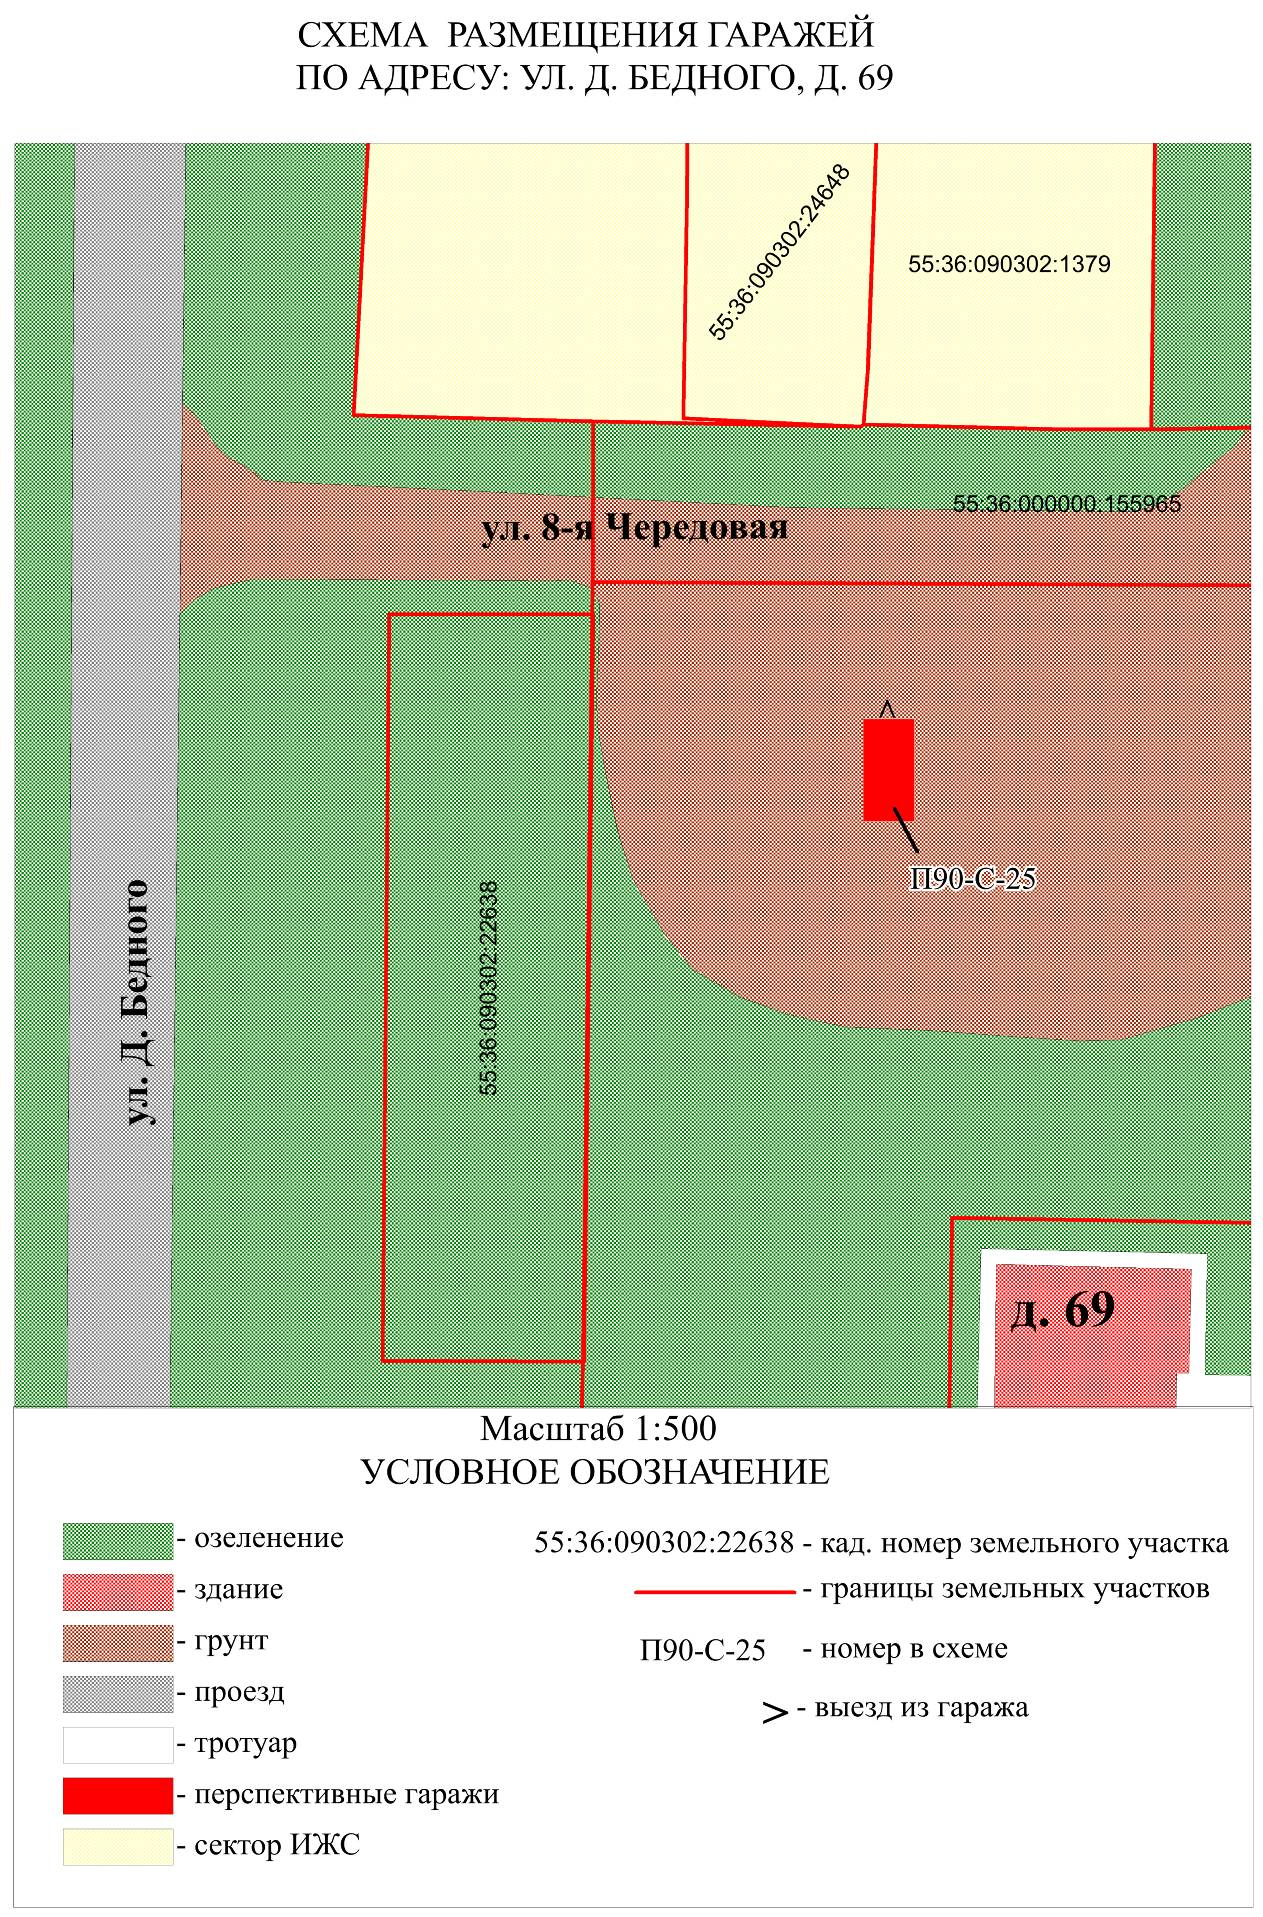 СХЕМА РАЗМЕЩЕНИЯ ГАРАЖЕЙ
ПО АДРЕСУ: УЛ. Д. БЕДНОГО, Д. 69
55:36:090302:24648
55:36:090302:1379
55:36:000000:155965
ул. 8-я Чередовая
П90-С-25
55:36:090302:22638
ул. Д. Бедного
д. 69
Масштаб 1:500
УСЛОВНОЕ ОБОЗНАЧЕНИЕ
- озеленение
- здание
- грунт
- проезд
- тротуар
- перспективные гаражи
- сектор ИЖС
55:36:090302:22638 - кад. номер земельного участка
- границы земельных участков
П90-С-25 - номер в схеме
> - выезд из гаража